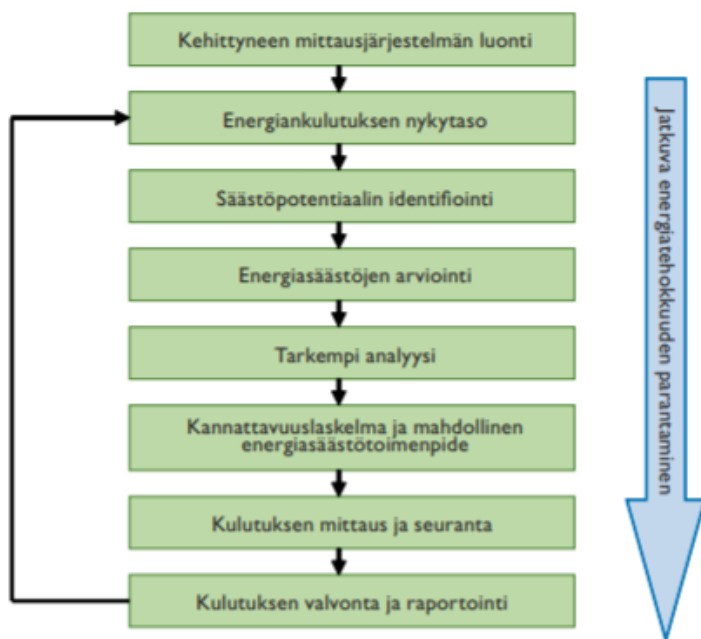 Kehittyneen mittausjärjestelmän luonti
Energiankulutuksen nykytaso
Säästöpotentiaalin identifiointi
Energiasäästöjen arviointi
Tarkempi analyysi
Kannattavuuslaskelma ja mahdollinen
energiasäästötoimenpide
Kulutuksen mittaus ja seuranta
Kulutuksen valvonta ja raportointi
Jatkuva energiatehokkuuden parantaminen